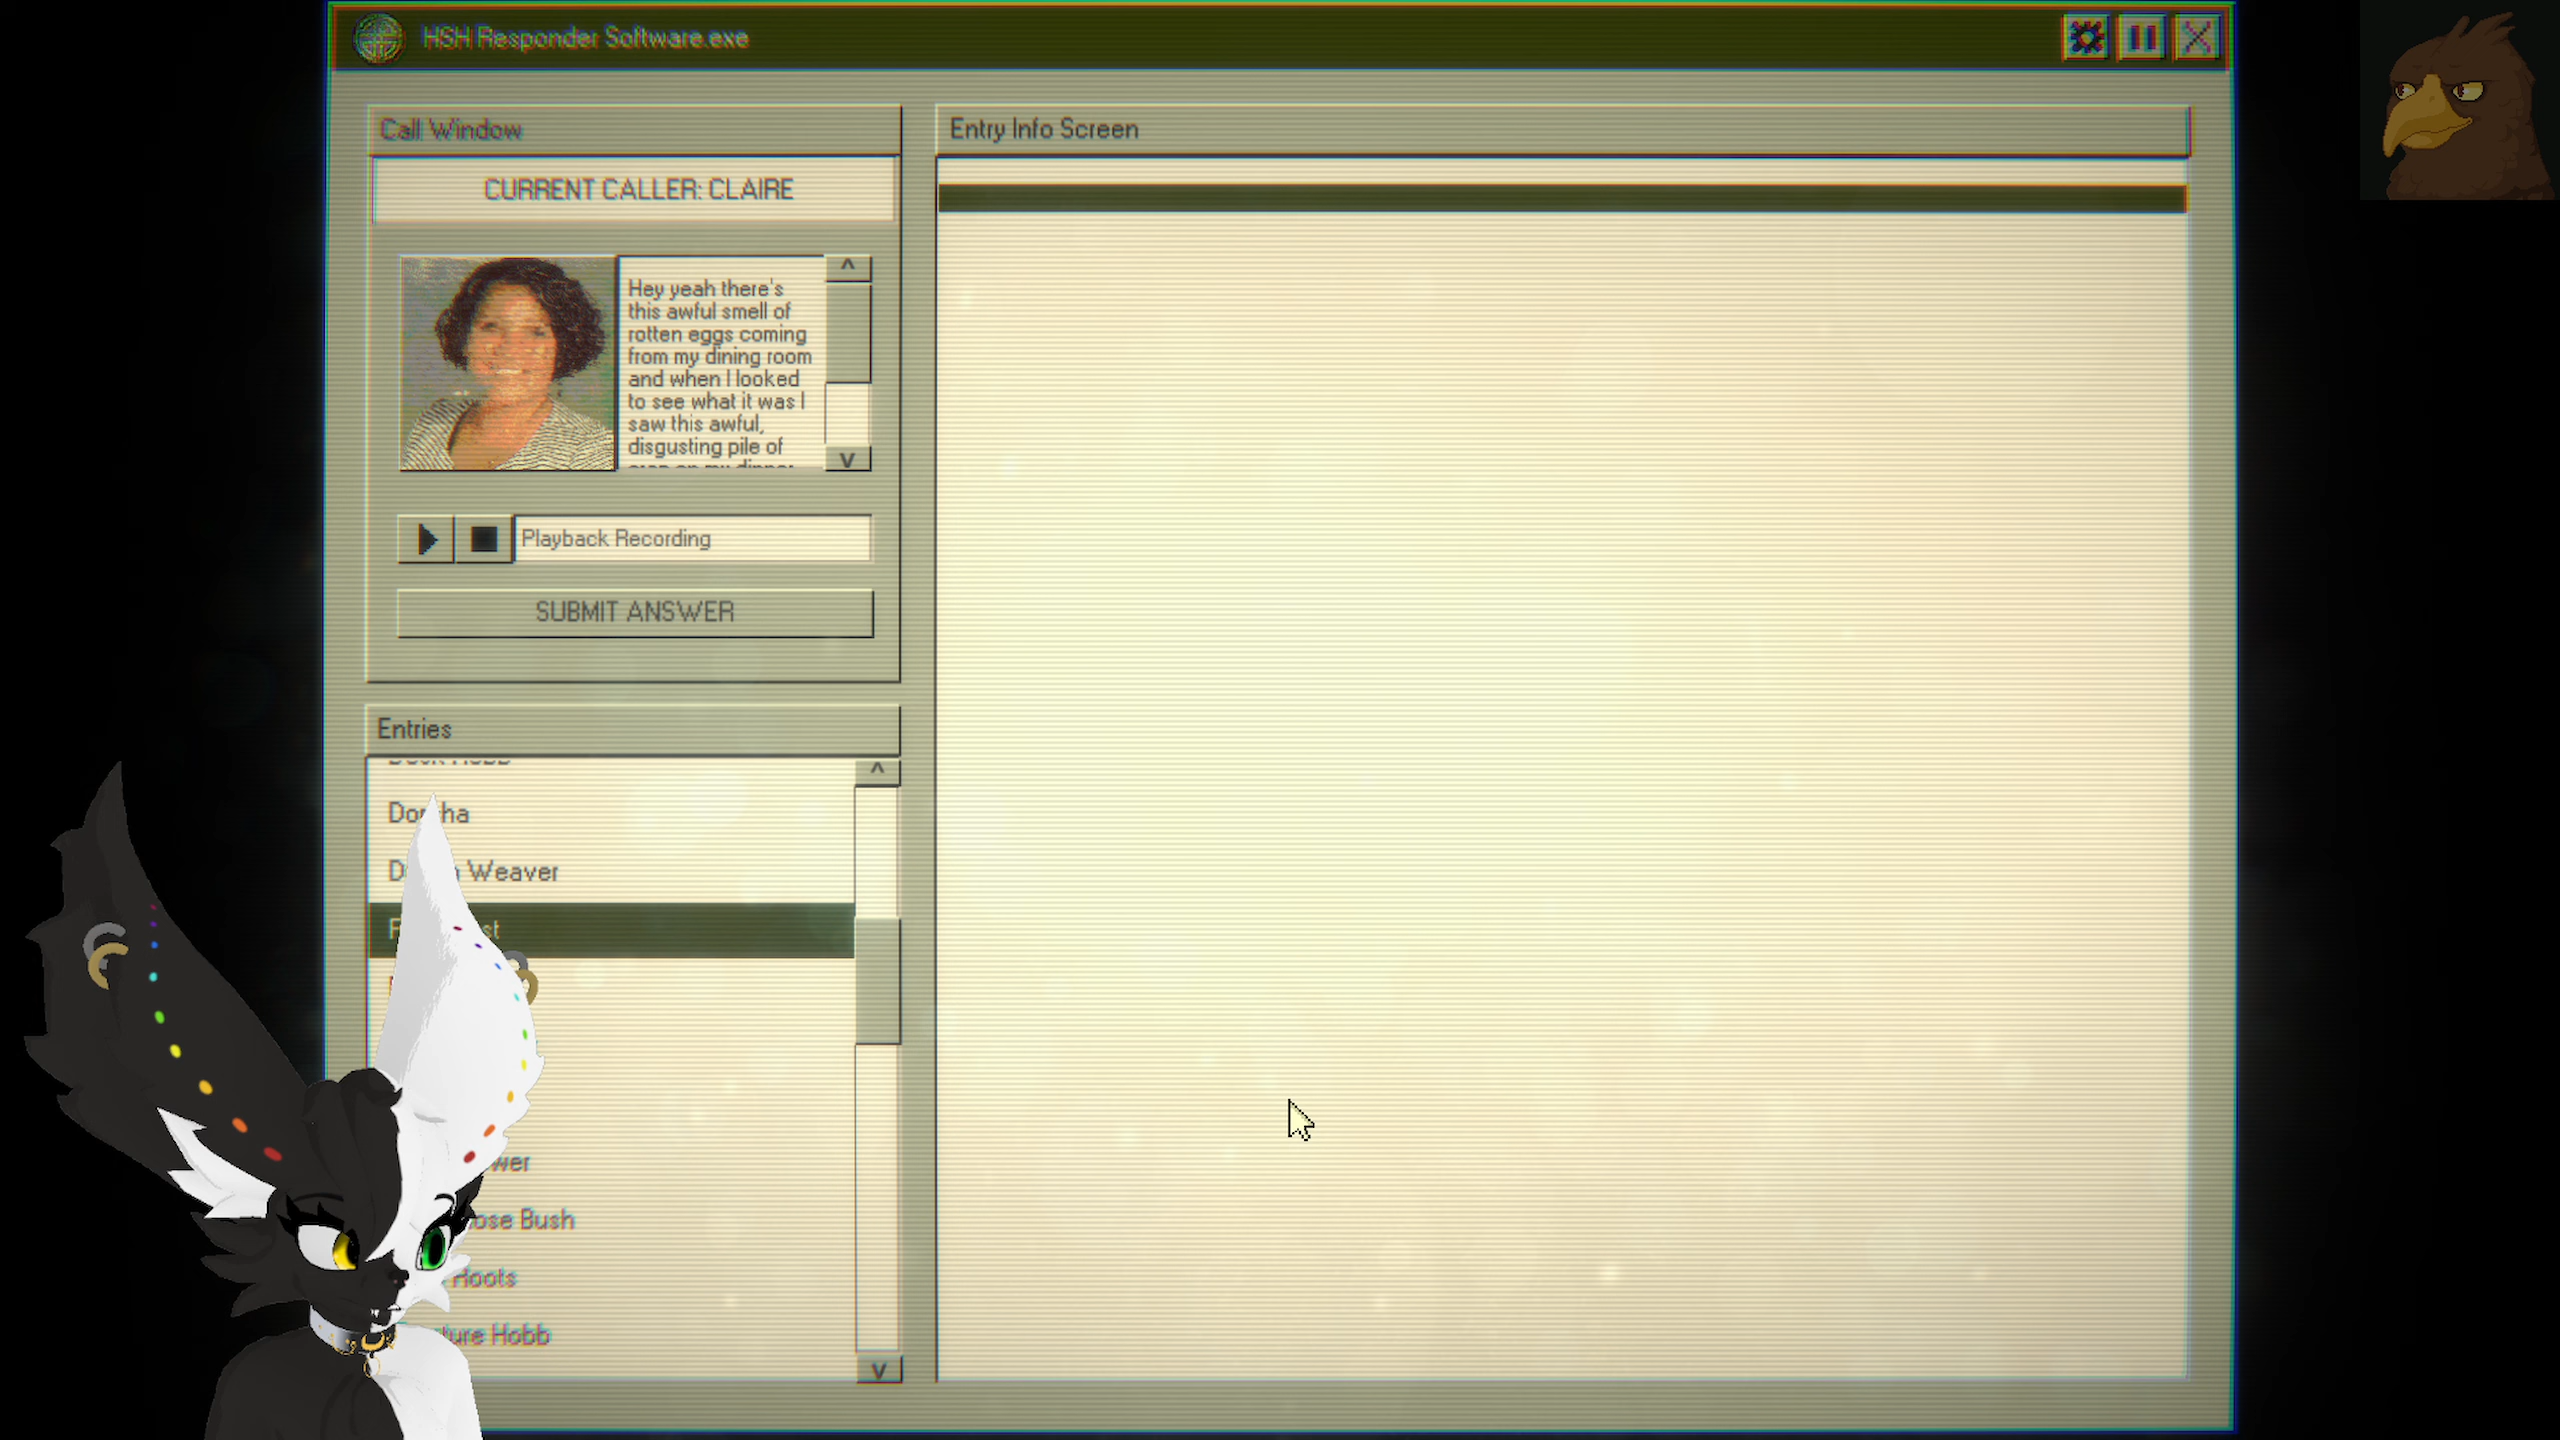 HSH Responder Software.exe
Call Window
CURRENT CALLER: CLAIRE
Hey yeah there's
this awful smell of
rotten eggs coming
from my dining room
and when I looked
to see what it was I
saw this awful,
disgusting pile of
Playback Recording
SUBMIT ANSWER
Entries
Weaver
ose Bush
Roots
ture Hobb
Entry Info Screen